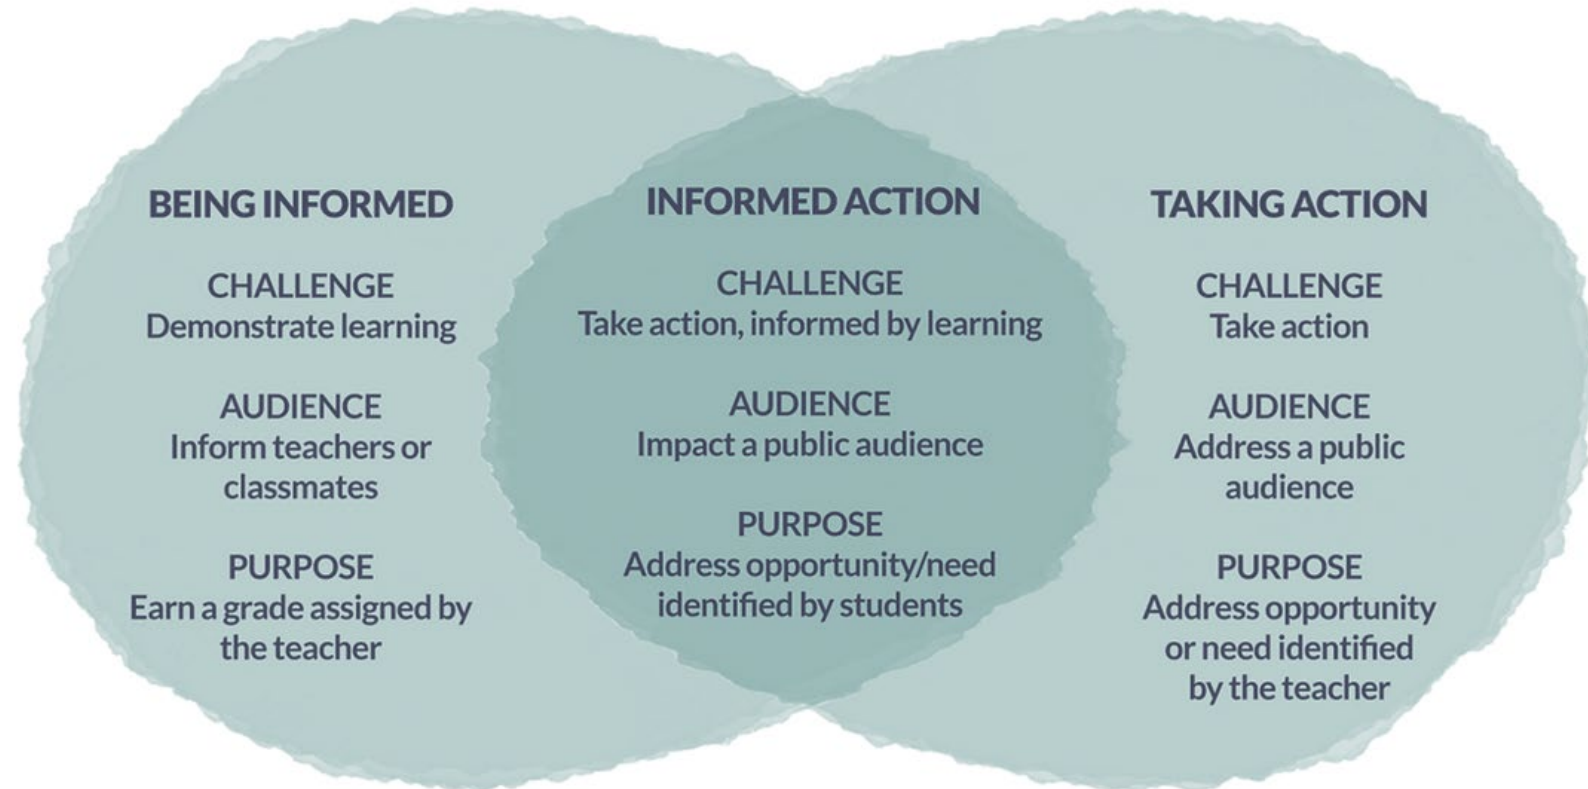 BEING INFORMED
CHALLENGE
Demonstrate learning
AUDIENCE
Inform teachers or
classmates
PURPOSE
Earn a grade assigned by
the teacher
INFORMED ACTION
CHALLENGE
Take action, informed by learning
AUDIENCE
Impact a public audience
PURPOSE
Address opportunity/need
identified by students
TAKING ACTION
CHALLENGE
Take action
AUDIENCE
Address a public
audience
PURPOSE
Address opportunity
or need identified
by the teacher